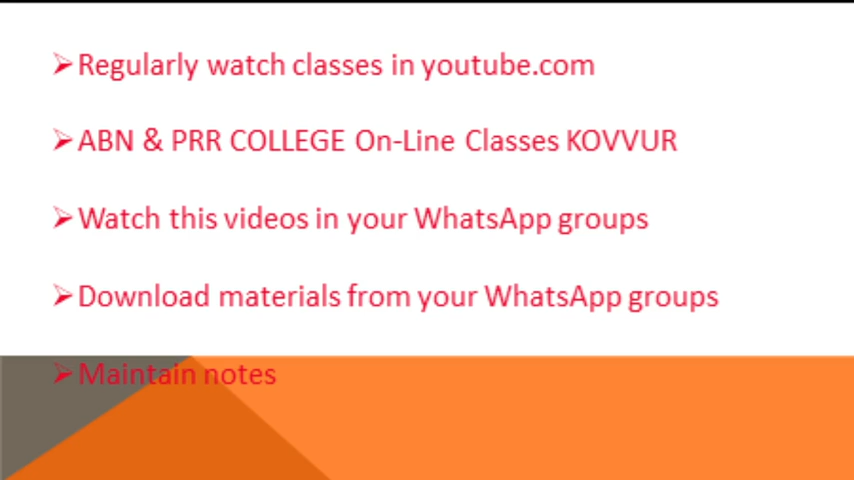 ➢Regularly watch classes in youtube.com
➢ABN & PRR COLLEGE On-Line Classes KOVVUR
➢Watch this videos in your WhatsApp groups
➢Download materials from your WhatsApp groups
➢Maintain notes